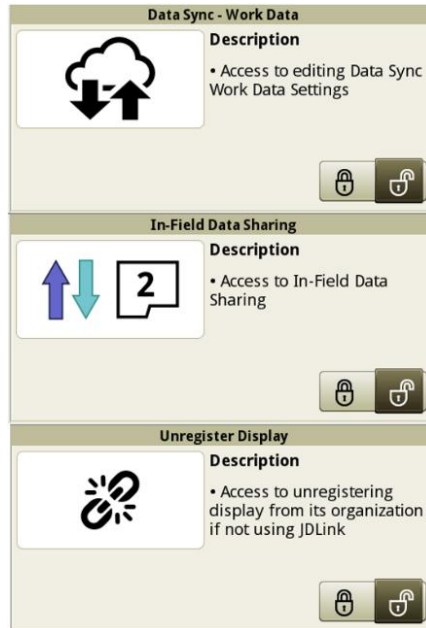 Data Sync - Work Data
Description
• Access to editing Data Sync
Work Data Settings
In-Field Data Sharing
Description
• Access to In-Field Data
Sharing
2
Unregister Display
Description
• Access to unregistering
display from its organization
if not using JDLink